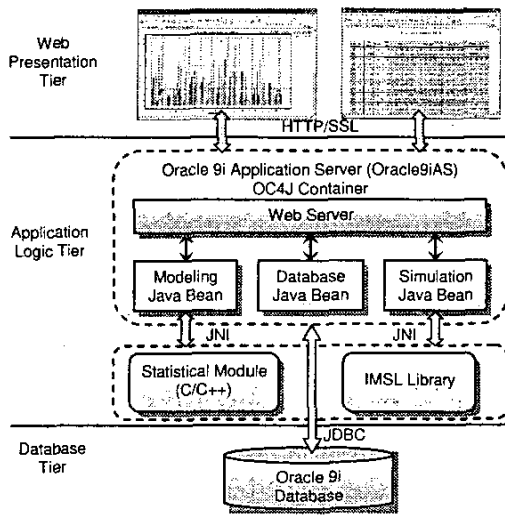 Web
Presentation
Tier
HTTP/SSL
Oracle 9i Application Server (Oracle9iAS)
OC4J Container
Web Server
Application
Logic Tier
Modeling
Java Bean
Database
Java Bean
Simulation
Java Bean
JNI
JNI
Statistical Module
(C/C++)
IMSL Library
JDBC
Database
Tier
Oracle 9i
Database